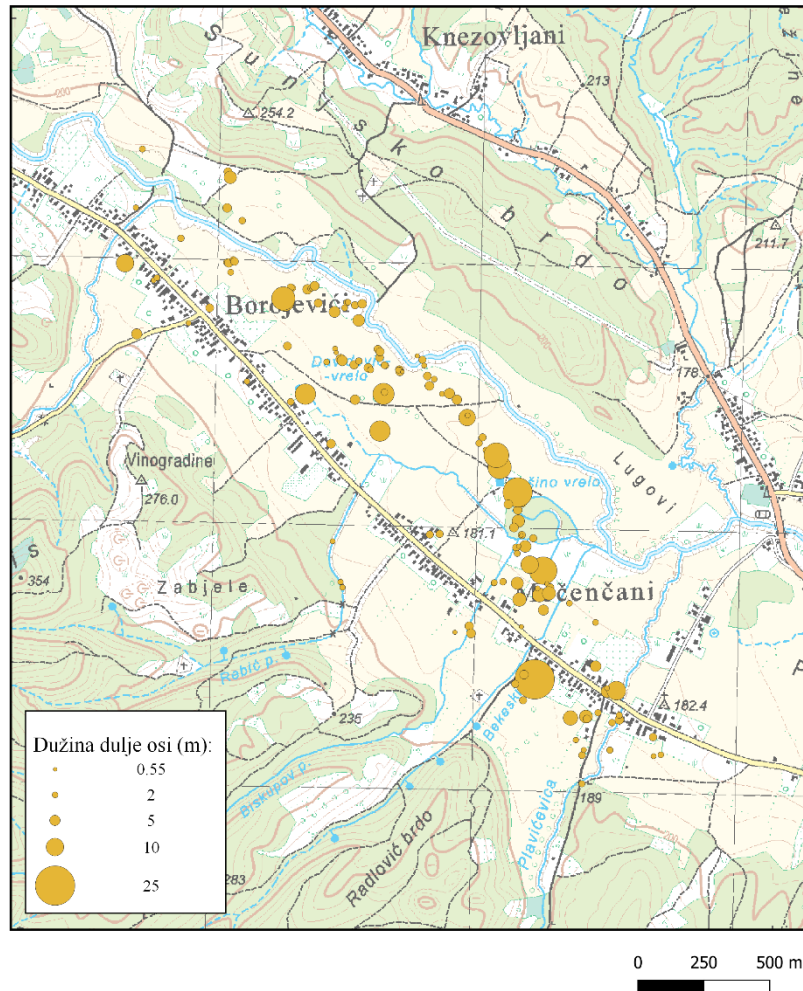 Knezovljani
213
254.2
Sunjsko brdo
211.7
Borojevići
178
vrelo
Vinogradine
276.0
Lugovi
vrelo
181.1
354
Zabjele
Rabić p.
235
182.4
189
Biskupov p.
Plavičevica
Radlović brdo
283
Dužina dulje osi (m):
0.55
2
5
10
25
0 250 500 m